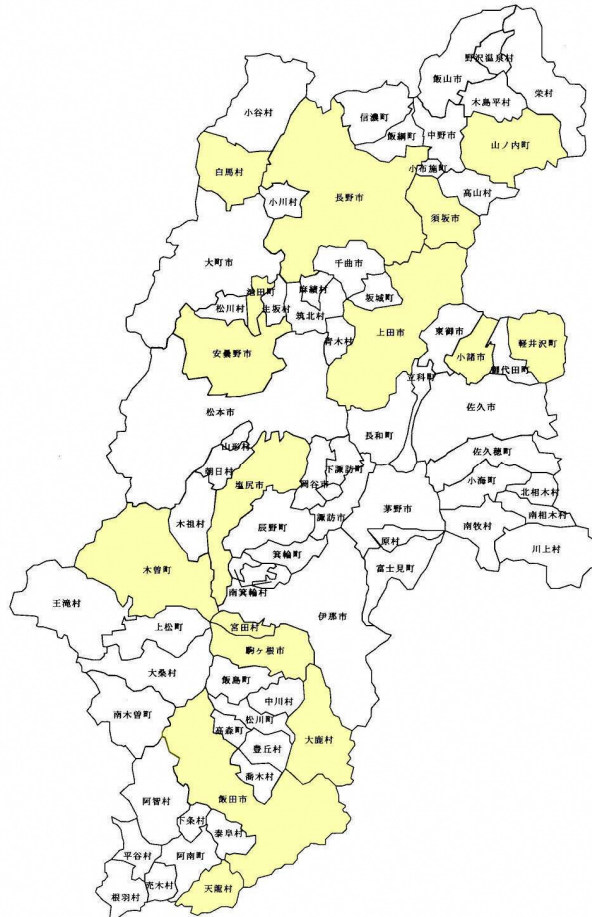 野沢温泉村
飯山市
栄村
木島平村
小谷村
信濃町
飯綱町
中野市
山ノ内町
白馬村
小布施町
長野市
高山村
小川村
須坂市
大町市
千曲市
池田町
麻績村
松川村
生坂村
坂城町
筑北村
上田市
東御市
軽井沢町
安曇野市
青木村
小諸市
御代田町
立科町
松本市
佐久市
長和町
山形村
佐久穂町
朝日村
下諏訪町
塩尻市
岡谷市
小海町
北相木村
茅野市
木祖村
諏訪市
南相木村
辰野町
南牧村
原村
川上村
箕輪町
木曽町
富士見町
南箕輪村
王滝村
伊那市
上松町
宮田村
駒ヶ根市
大桑村
飯島町
中川村
南木曽町
松川町
高森町
大鹿村
豊丘村
喬木村
阿智村
飯田市
下条村
泰阜村
平谷村
阿南町
売木村
天龍村
根羽村